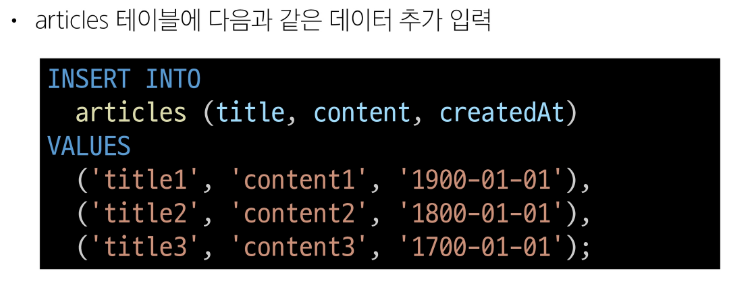 • articles 테이블에 다음과 같은 데이터 추가 입력
INSERT INTO
  articles (title, content, createdAt)
VALUES
  ('title1', 'content1', '1900-01-01'),
  ('title2', 'content2', '1800-01-01'),
  ('title3', 'content3', '1700-01-01');